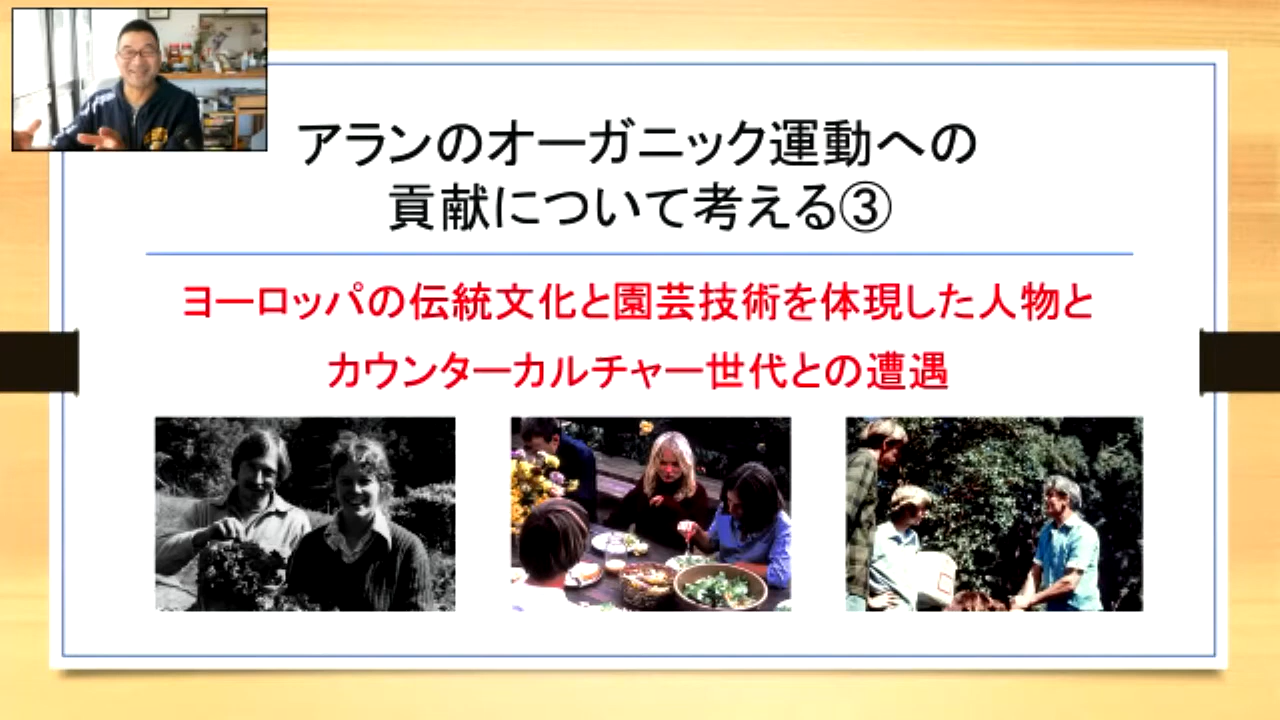 アランのオーガニック運動への
貢献について考える③
ヨーロッパの伝統文化と園芸技術を体現した人物と
カウンターカルチャー世代との遭遇